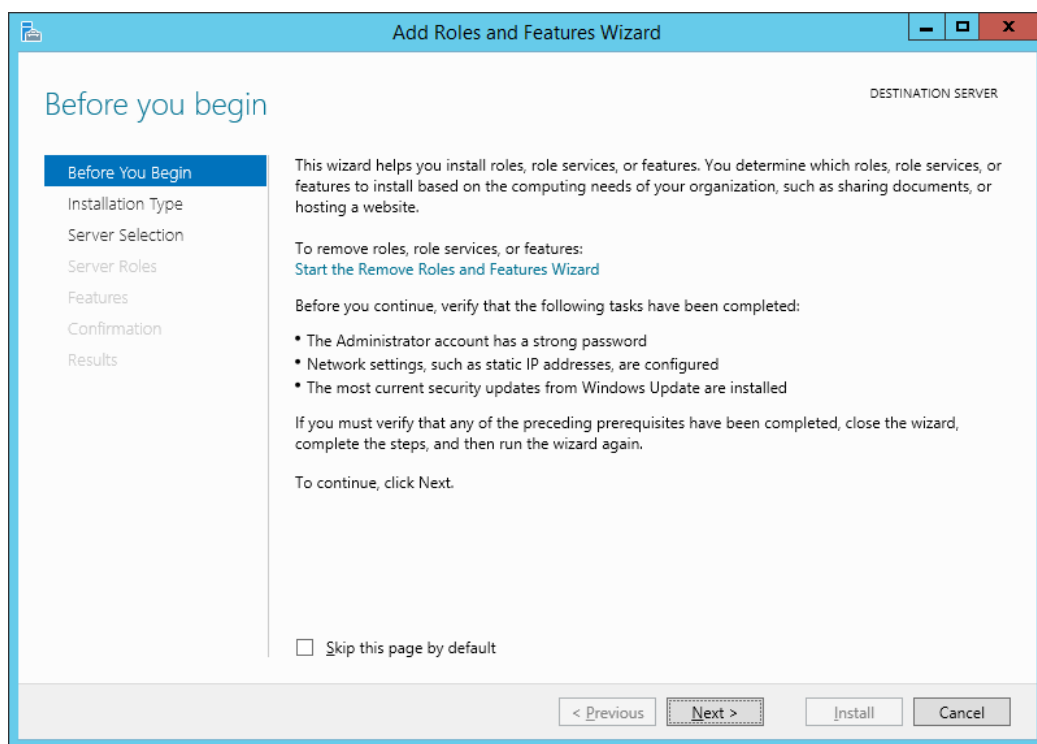 Add Roles and Features Wizard
Before you begin
DESTINATION SERVER
Before You Begin
Installation Type
Server Selection
Server Roles
Features
Confirmation
Results
This wizard helps you install roles, role services, or features. You determine which roles, role services, or
features to install based on the computing needs of your organization, such as sharing documents, or
hosting a website.
To remove roles, role services, or features:
Start the Remove Roles and Features Wizard
Before you continue, verify that the following tasks have been completed:
• The Administrator account has a strong password
• Network settings, such as static IP addresses, are configured
• The most current security updates from Windows Update are installed
If you must verify that any of the preceding prerequisites have been completed, close the wizard,
complete the steps, and then run the wizard again.
To continue, click Next.
Skip this page by default
< Previous
Next >
Install
Cancel